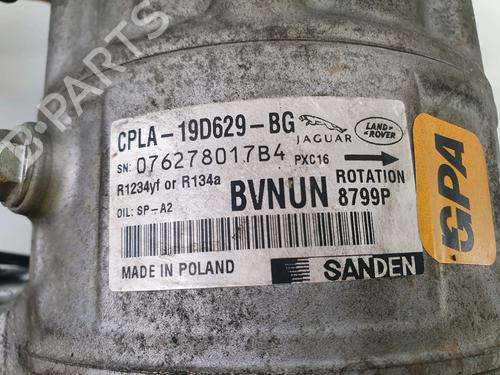 CPLA-19D629-BG
JAGUAR
LAND ROVER
SN: 076278017B4 PXC16
R1234yf or R134a
BVNUN
ROTATION
8799P
OIL: SP-A2
MADE IN POLAND
SANDEN
GPA
B-PARTS